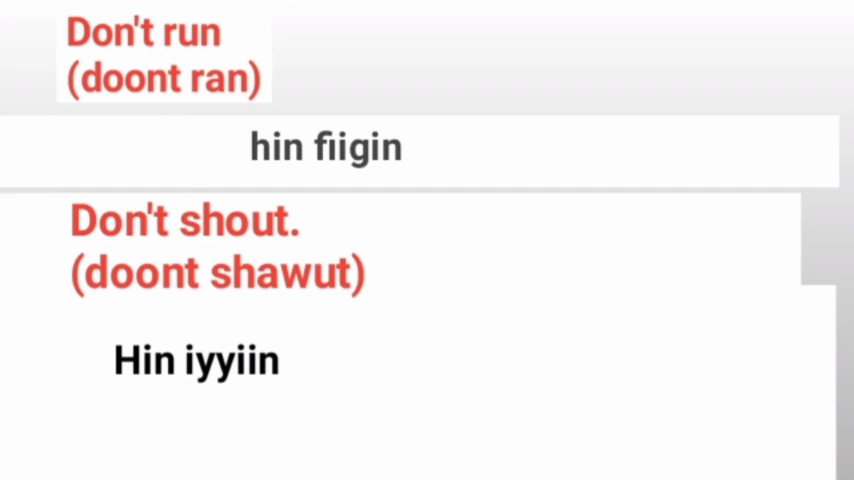 Don't run
(doont ran)
hin fiigin
Don't shout.
(doont shawut)
Hin iyyiin